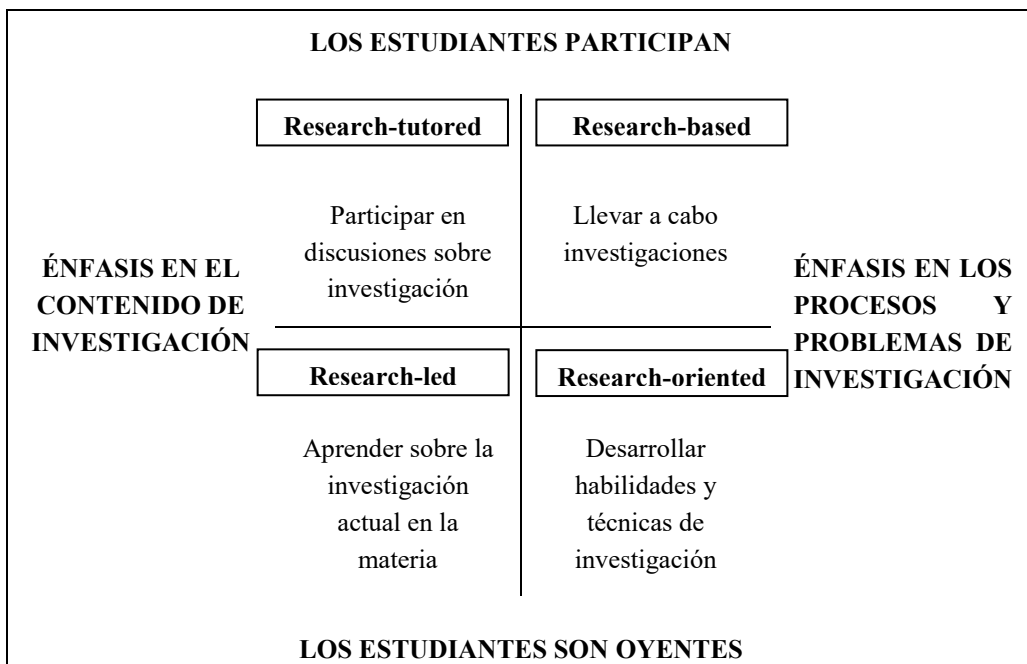 LOS ESTUDIANTES PARTICIPAN
Research-tutored
Research-based
Participar en
discusiones sobre
investigación
Llevar a cabo
investigaciones
ÉNFASIS EN EL
CONTENIDO DE
INVESTIGACIÓN
ÉNFASIS EN LOS
PROCESOS Y
PROBLEMAS DE
INVESTIGACIÓN
Research-led
Research-oriented
Aprender sobre la
investigación
actual en la
materia
Desarrollar
habilidades y
técnicas de
investigación
LOS ESTUDIANTES SON OYENTES